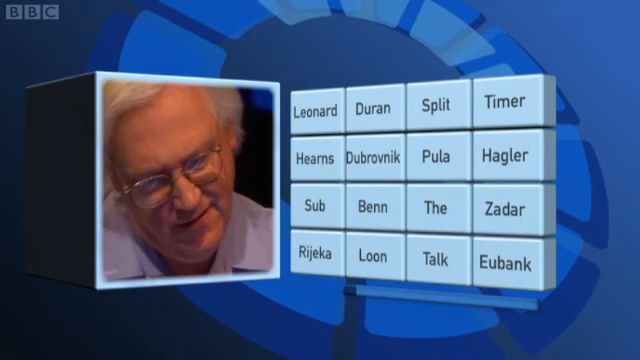 BBC
Leonard Duran Split Timer
Hearns Dubrovnik Pula Hagler
Sub Benn The Zadar
Rijeka Loon Talk Eubank